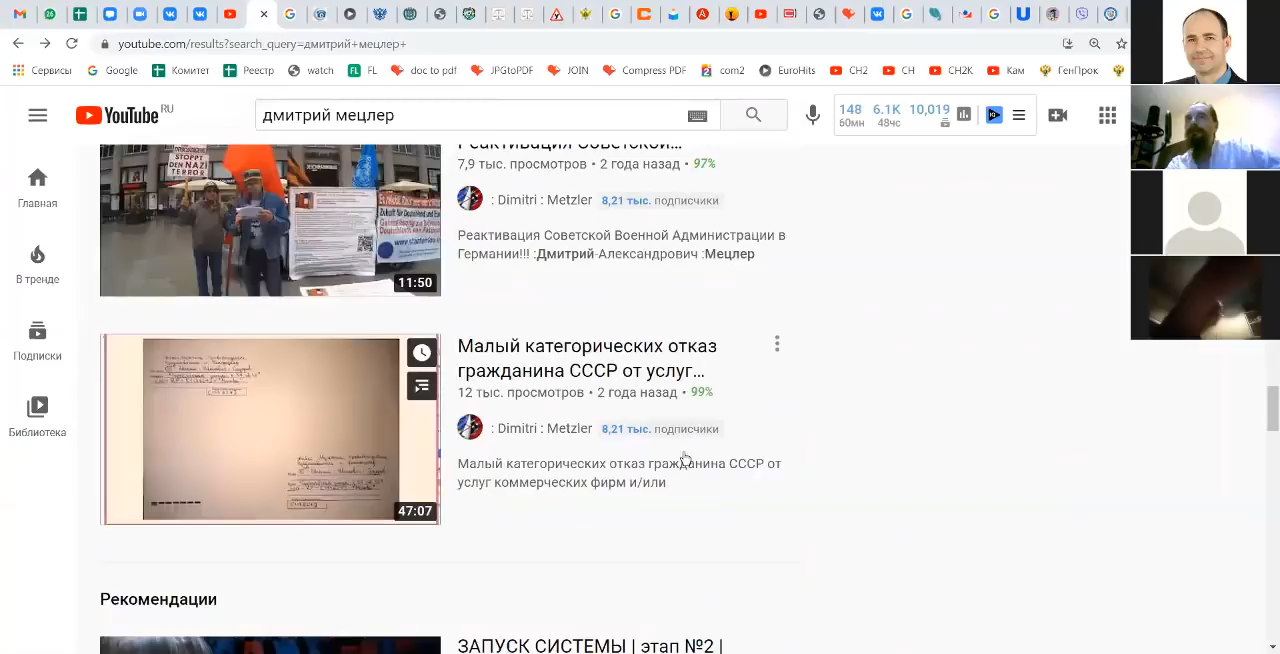 youtube.com/results?search_query=дмитрий+мецлер+
Сервисы Google Комитет Реестр watch FL doc to pdf JPGtoPDF JOIN Compress PDF com2 EuroHits CH2 CH CH2K Кам ГенПрок
YouTube RU
дмитрий мецлер
148 6.1K 10,019
60мн 48чс
Главная
В тренде
Подписки
Библиотека
STOPPT
DEN NAZI
TERROR
11:50
Реактивация Советской...
7,9 тыс. просмотров • 2 года назад • 97%
: Dimitri : Metzler 8,21 тыс. подписчики
Реактивация Советской Военной Администрации в
Германии!!! :Дмитрий-Александрович :Мецлер
47:07
Малый категорических отказ
гражданина СССР от услуг...
12 тыс. просмотров • 2 года назад • 99%
: Dimitri : Metzler 8,21 тыс. подписчики
Малый категорических отказ гражданина СССР от
услуг коммерческих фирм и/или
Рекомендации
ЗАПУСК СИСТЕМЫ | этап №2 |